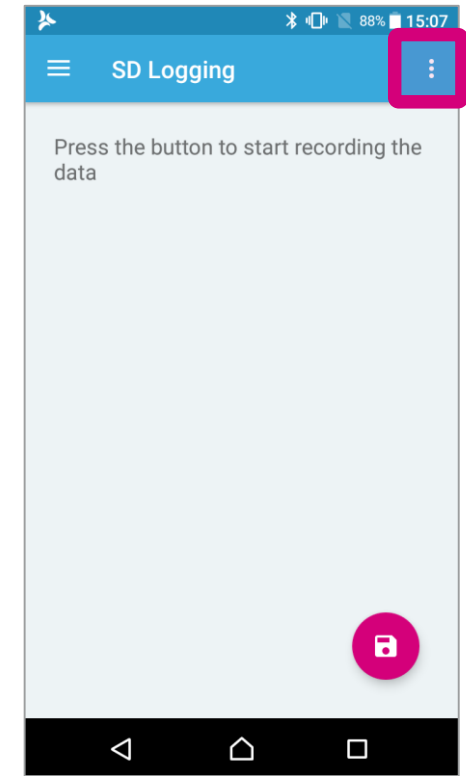 88% 15:07
SD Logging
Press the button to start recording the
data